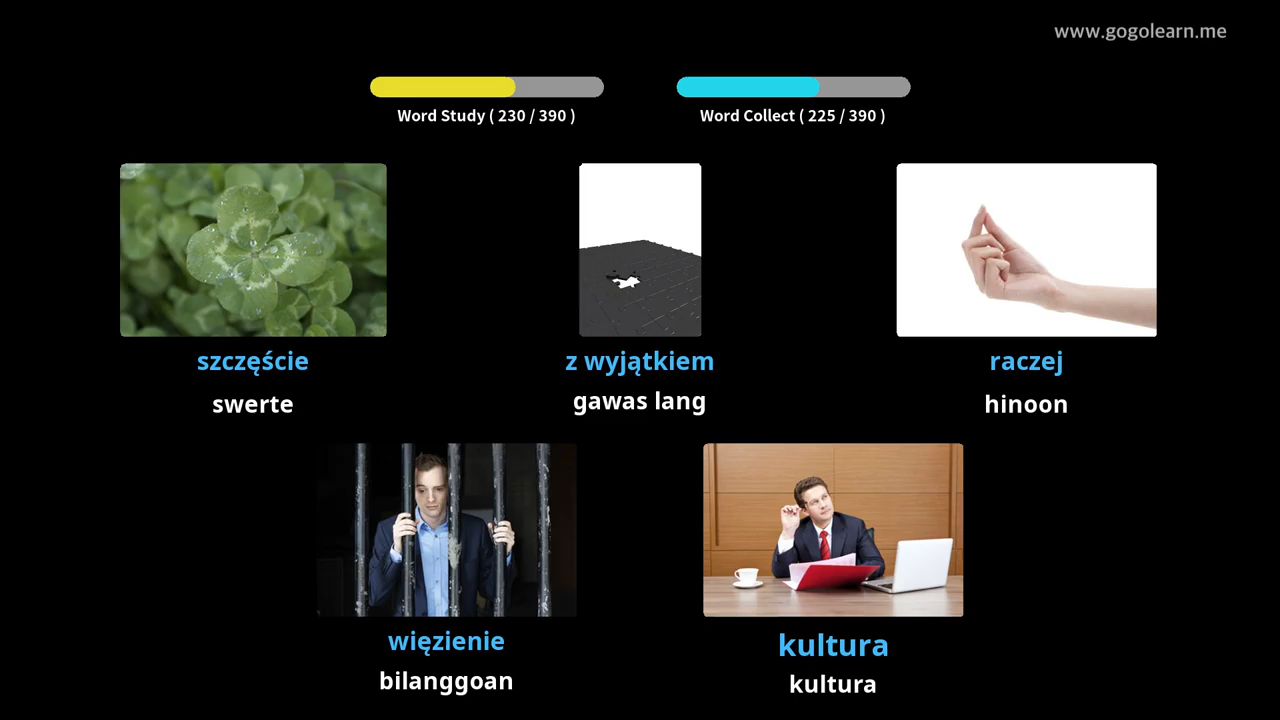 www.gogolearn.me
Word Study ( 230 / 390 )
Word Collect ( 225 / 390 )
szczęście
swerte
z wyjątkiem
gawas lang
raczej
hinoon
więzienie
bilanggoan
kultura
kultura